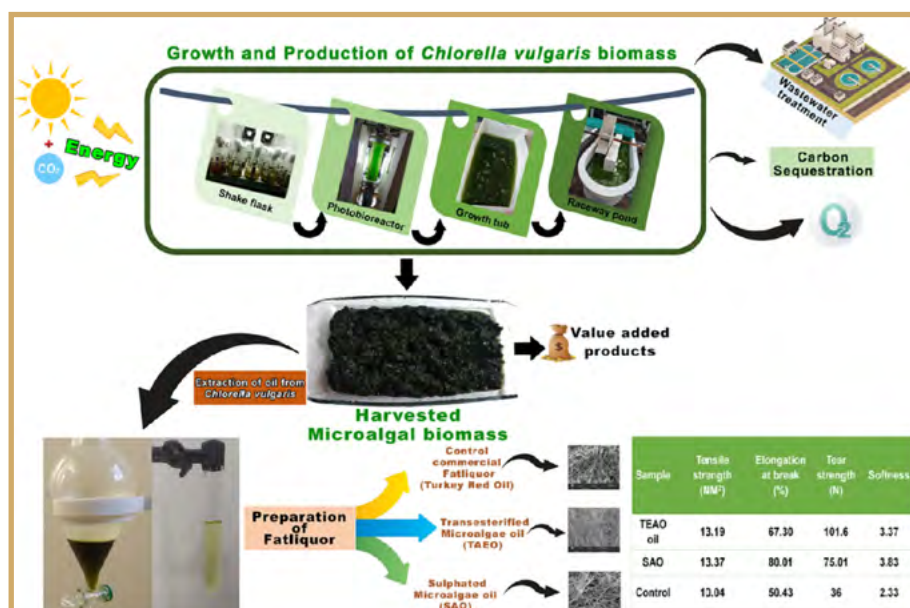 Growth and Production of Chlorella vulgaris biomass
+
CO₂
Energy
Shake flask
Photobioreactor
Growth tub
Raceway pond
Wastewater
treatment
Carbon
Sequestration
O₂
Value added
products
Extraction of oil from
Chlorella vulgaris
Harvested
Microalgal biomass
Preparation
of
Fatliquor
Control
commercial
Fatliquor
(Turkey Red Oil)
Transesterified
Microalgae oil
(TAEO)
Sulphated
Microalgae oil
(SAO)
Sample Tensile strength (NM²) Elongation at break (%) Tear strength (N) Softness
TEAO oil 13.19 67.30 101.6 3.37
SAO 13.37 80.01 75.01 3.83
Control 13.04 50.43 36 2.33